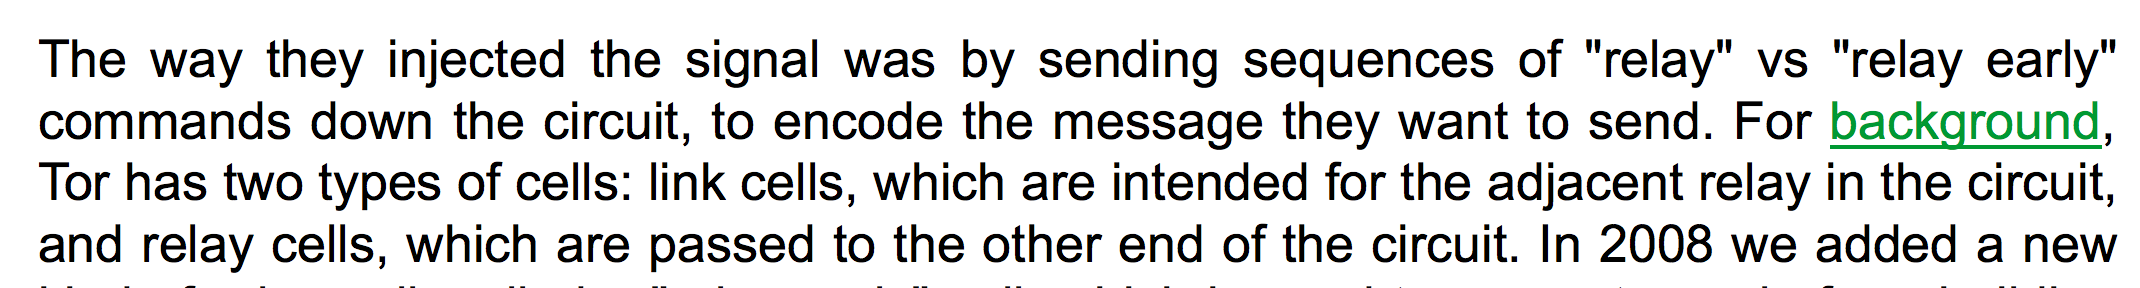 The way they injected the signal was by sending sequences of "relay" vs "relay early"
commands down the circuit, to encode the message they want to send. For background,
Tor has two types of cells: link cells, which are intended for the adjacent relay in the circuit,
and relay cells, which are passed to the other end of the circuit. In 2008 we added a new